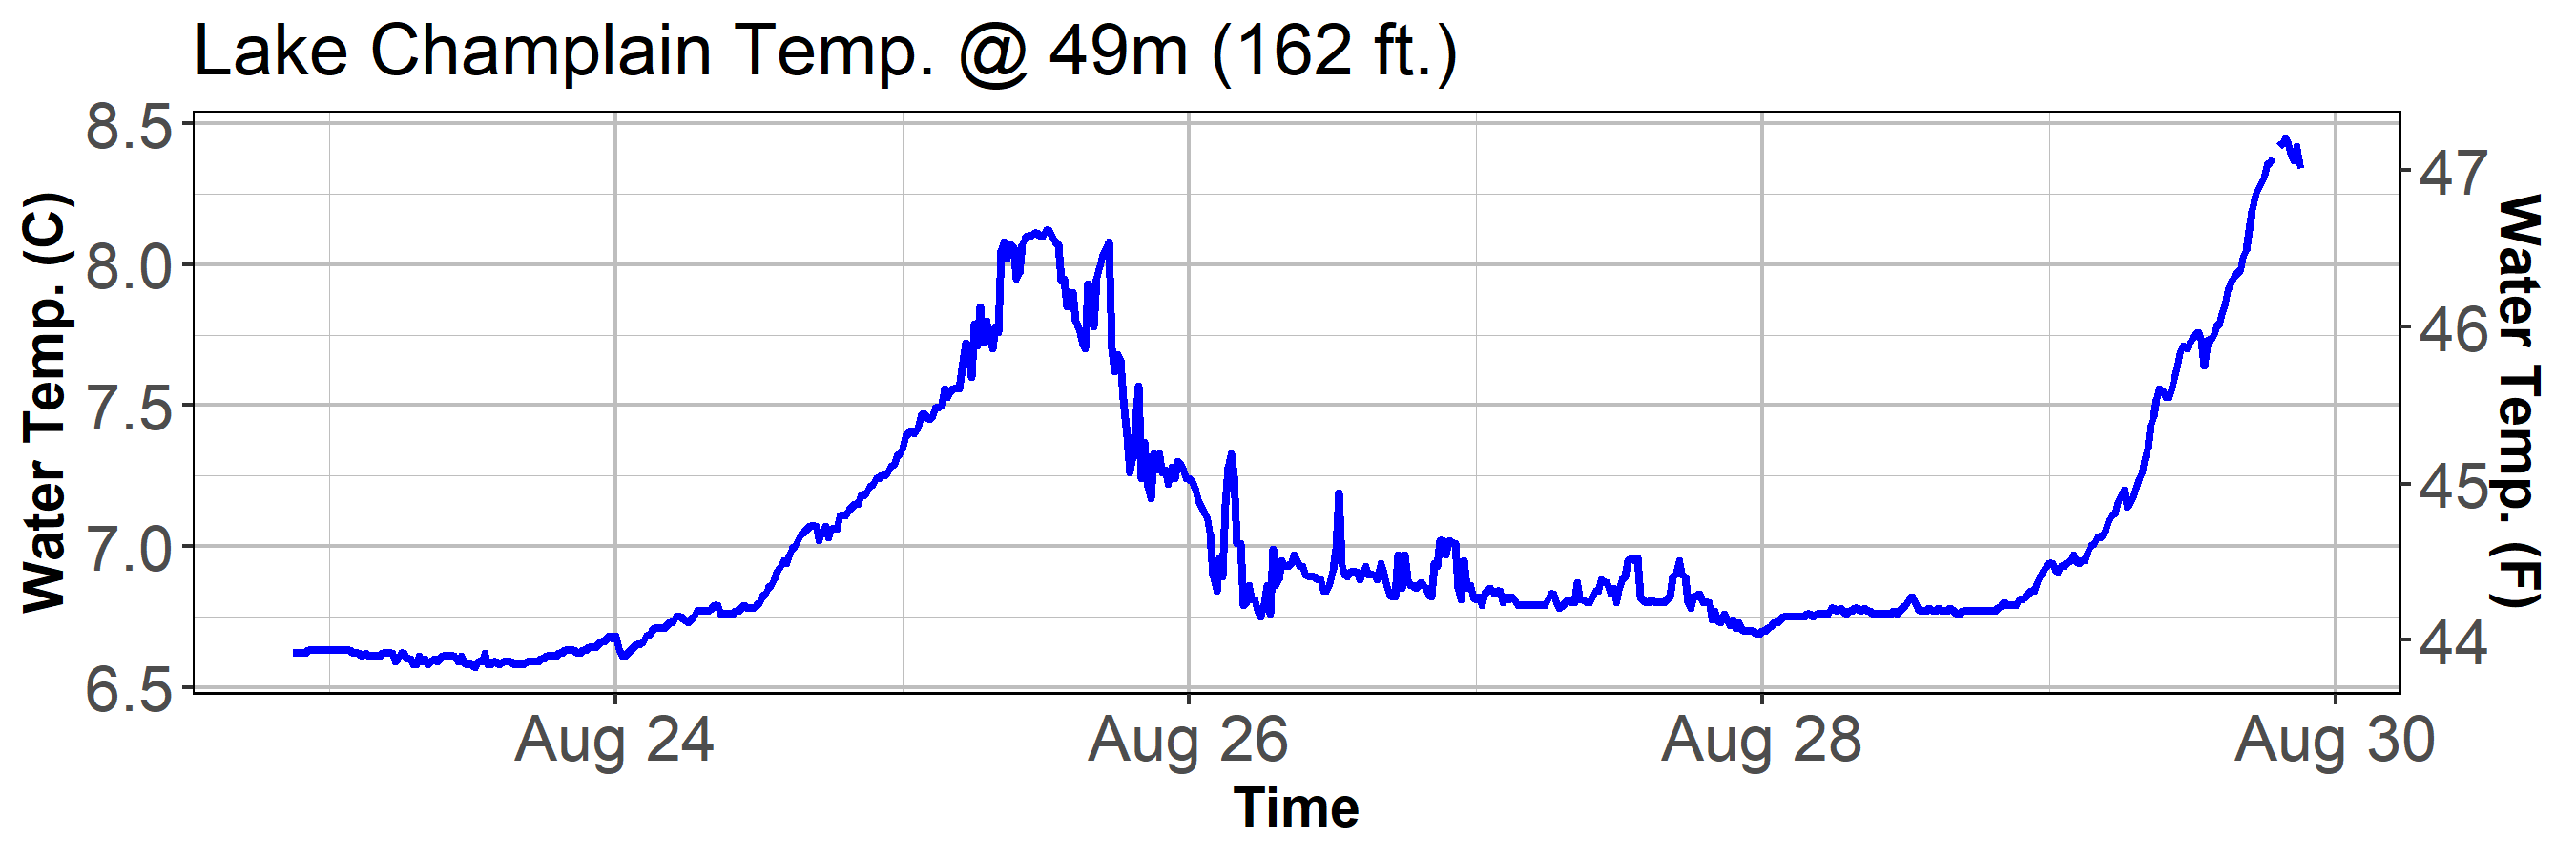 Lake Champlain Temp. @ 49m (162 ft.)
Water Temp. (C)
8.5
8.0
7.5
7.0
6.5
47
46
45
44
Water Temp. (F)
Aug 24 Aug 26 Aug 28 Aug 30
Time